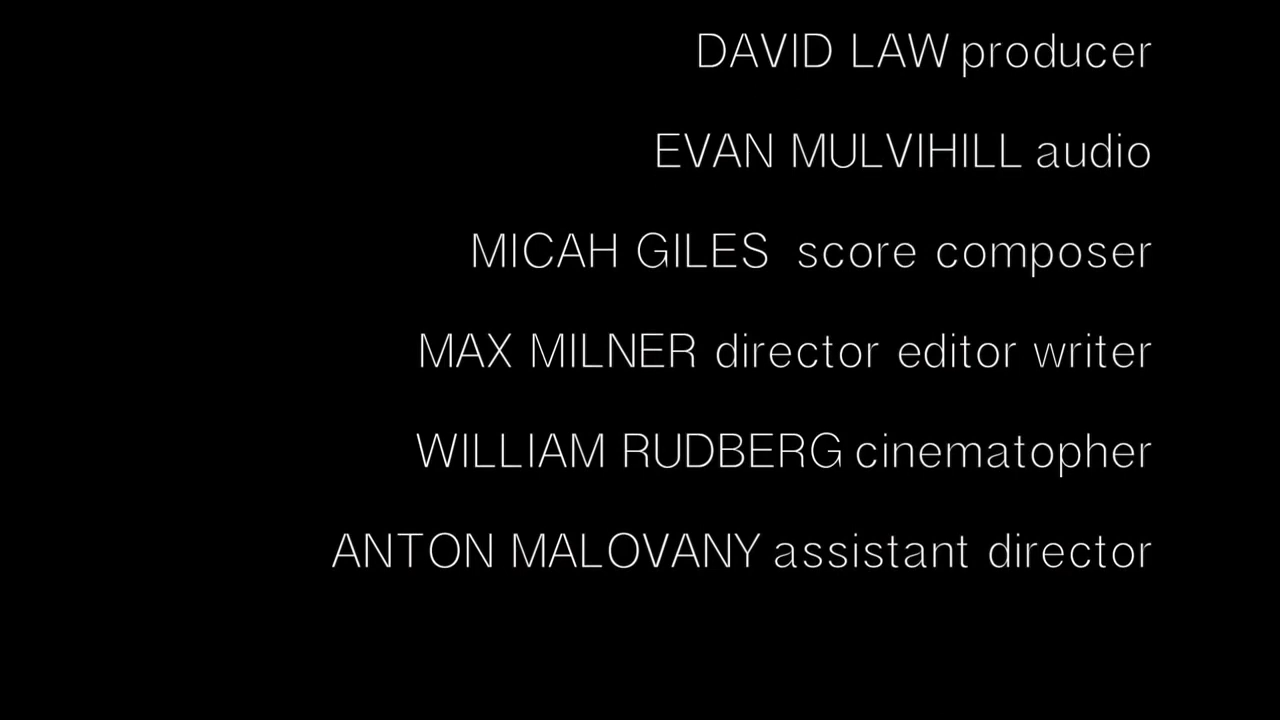 DAVID LAW producer
EVAN MULVIHILL audio
MICAH GILES score composer
MAX MILNER director editor writer
WILLIAM RUDBERG cinematopher
ANTON MALOVANY assistant director